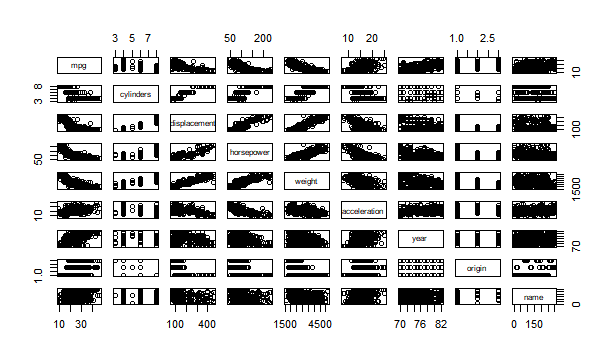 3 5 7 50 200 10 20 1.0 2.5
mpg 10
8 3 cylinders
displacement 100
50 horsepower
weight 1500
10 acceleration
year 70
1.0 origin
name 0
10 30 100 400 1500 4500 70 76 82 0 150